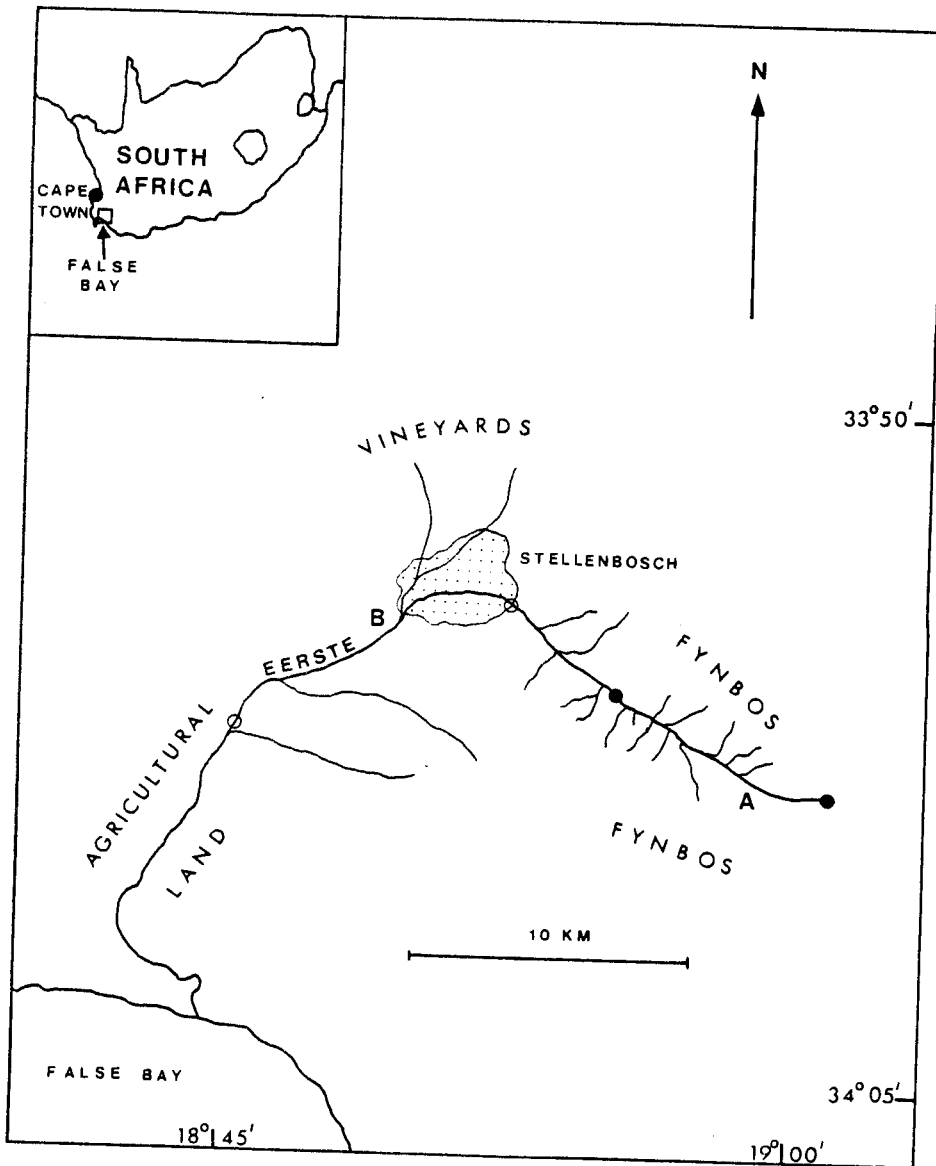 SOUTH
AFRICA
CAPE
TOWN
FALSE
BAY
N
33°50'
VINEYARDS
STELLENBOSCH
B
EERSTE
FYNBOS
AGRICULTURAL
LAND
A
FYNBOS
10 KM
FALSE BAY
34°05'
18°45'
19°00'